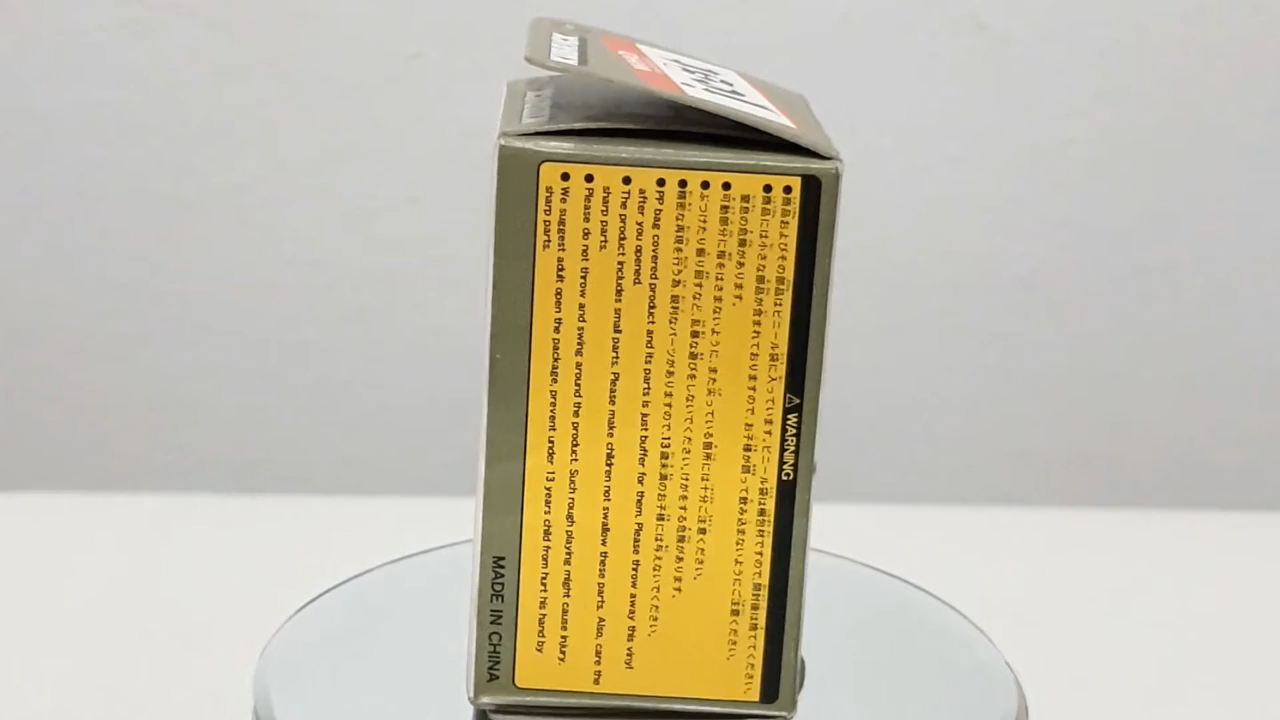 ⚠ WARNING
●商品およびその部品はビニール袋に入っています。ビニール袋は梱包材ですので、開封後は捨ててください。
●商品には小さな部品が含まれておりますので、お子様が誤って飲み込まないようにご注意ください。
窒息の危険があります。
●可動部分に指をはさまないように、また尖っている箇所には十分ご注意ください。
●ぶつけたり振り回すなど、乱暴な遊びをしないでください。けがをする危険があります。
●精密な再現を行う為、鋭利なパーツがありますので、13歳未満のお子様には与えないでください。
●PP bag covered product and its parts is just buffer for them. Please throw away this vinyl
after you opened.
●The product includes small parts. Please make children not swallow these parts. Also, care the
sharp parts.
●Please do not throw and swing around the product. Such rough playing might cause injury.
●We suggest adult open the package, prevent under 13 years child from hurt his hand by
sharp parts.
MADE IN CHINA